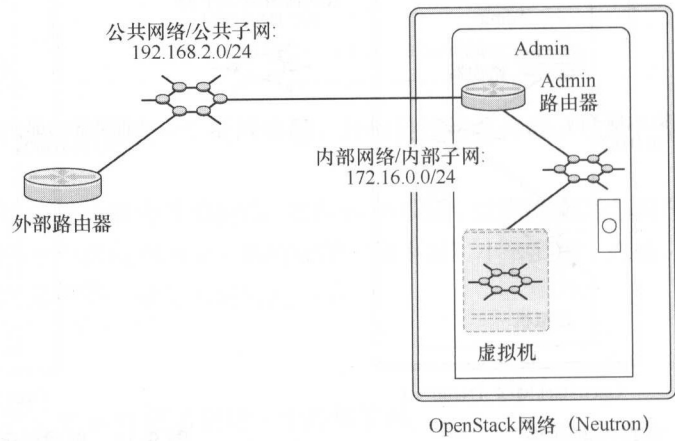 公共网络/公共子网:
192.168.2.0/24
Admin
Admin
路由器
内部网络/内部子网:
172.16.0.0/24
外部路由器
虚拟机
OpenStack网络（Neutron）